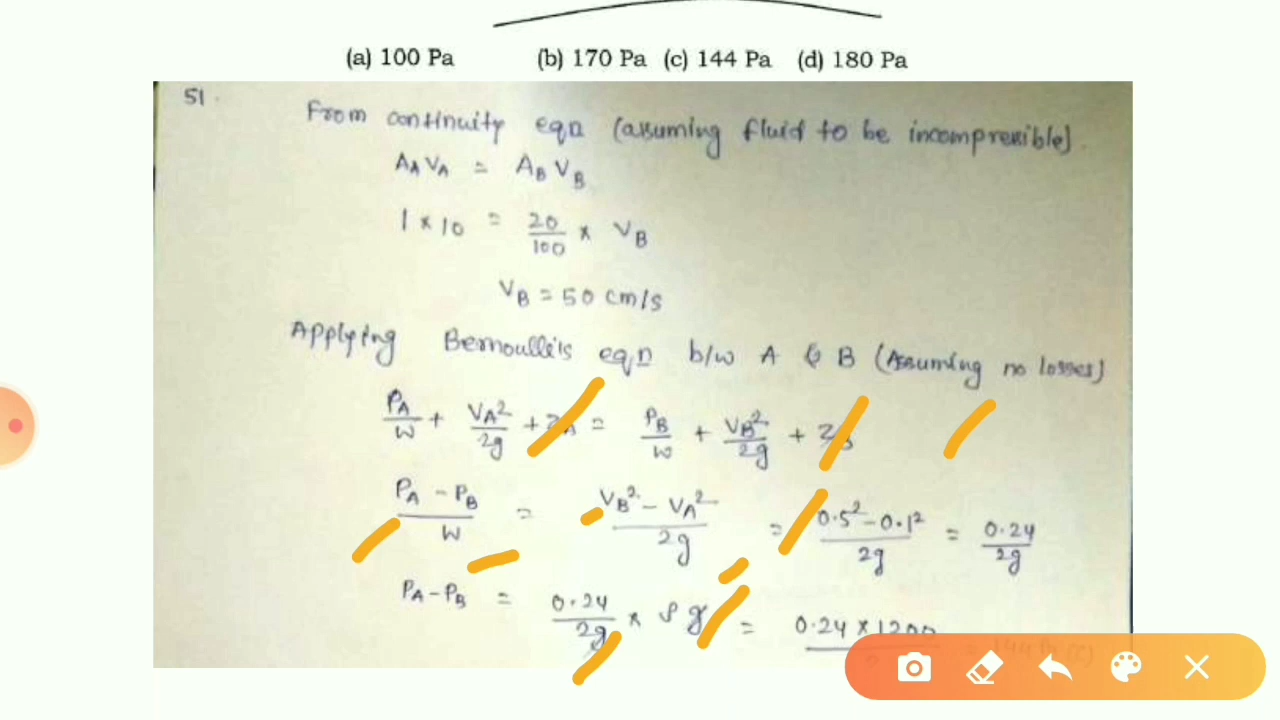 (a) 100 Pa (b) 170 Pa (c) 144 Pa (d) 180 Pa
51.
From continuity eqn (assuming fluid to be incompressible).
A_A V_A = A_B V_B
1 × 10 = 20/100 × V_B
V_B = 50 cm/s
Applying Bernoulli's eqn b/w A & B (Assuming no losses)
P_A/w + V_A²/2g + Z_A = P_B/w + V_B²/2g + Z_B
(P_A - P_B)/w = (V_B² - V_A²)/2g = (0.5² - 0.1²)/2g = 0.24/2g
P_A - P_B = 0.24/2g × ρg = 0.24 × 1200